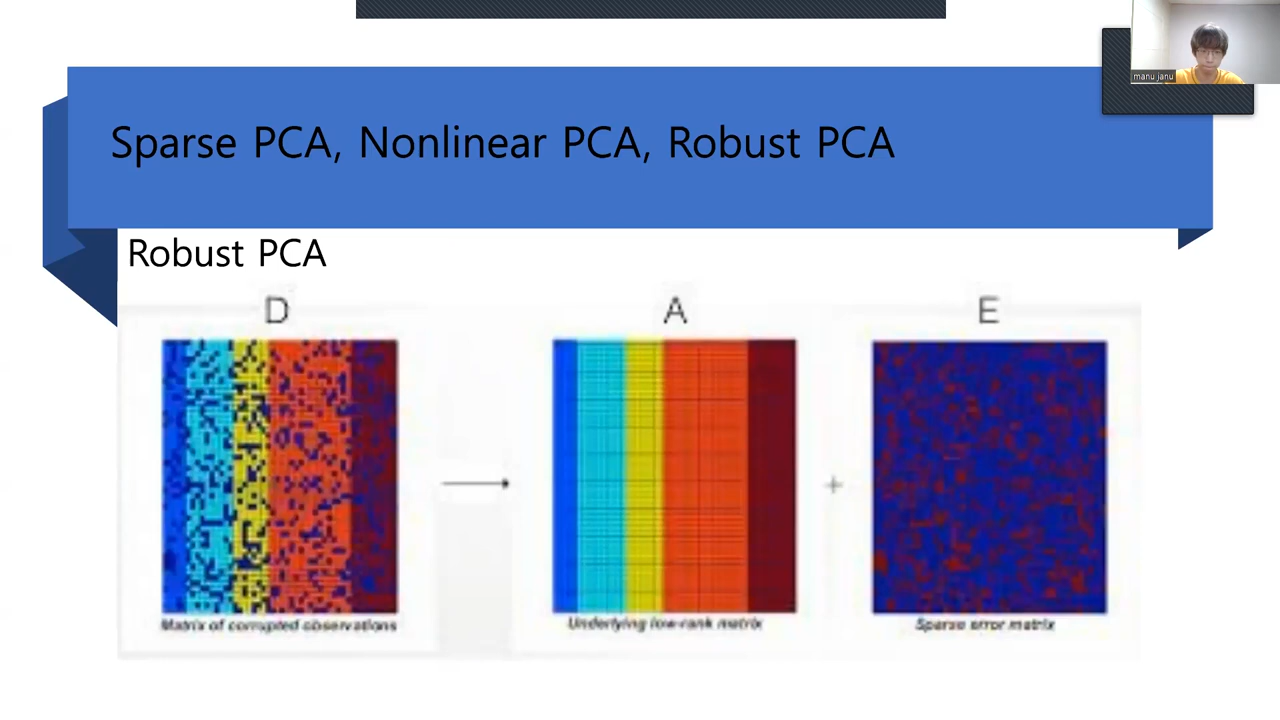 manu janu
Sparse PCA, Nonlinear PCA, Robust PCA
Robust PCA
D A E
+
Matrix of corrupted observations
Underlying low-rank matrix
Sparse error matrix